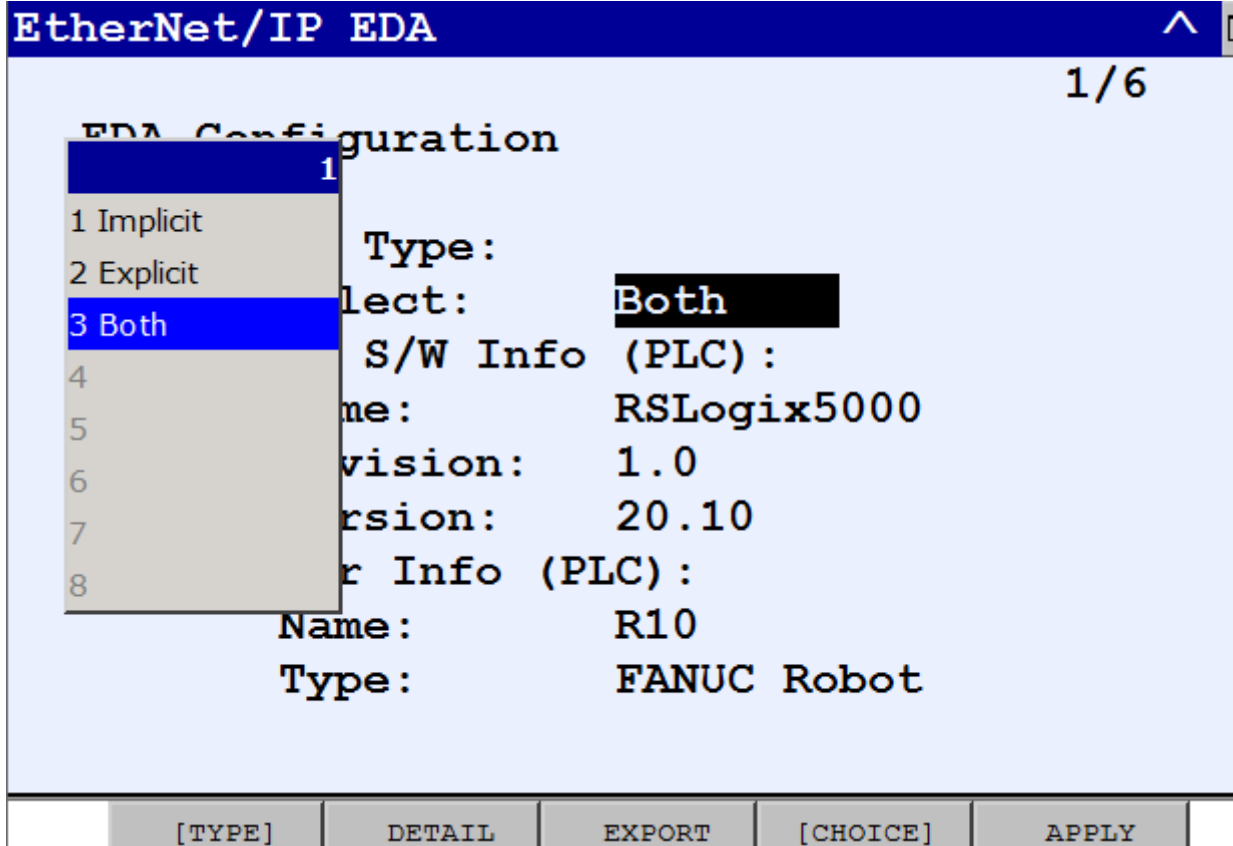 EtherNet/IP EDA
1/6
EDA Configuration
1
1 Implicit
2 Explicit
3 Both
4
5
6
7
8
Type:
lect: Both
S/W Info (PLC):
me: RSLogix5000
vision: 1.0
rsion: 20.10
r Info (PLC):
Name: R10
Type: FANUC Robot
[TYPE] DETAIL EXPORT [CHOICE] APPLY